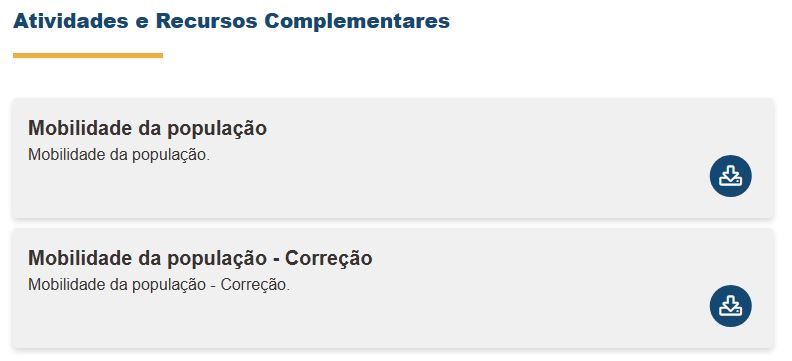 Atividades e Recursos Complementares
Mobilidade da população
Mobilidade da população.
Mobilidade da população - Correção
Mobilidade da população - Correção.